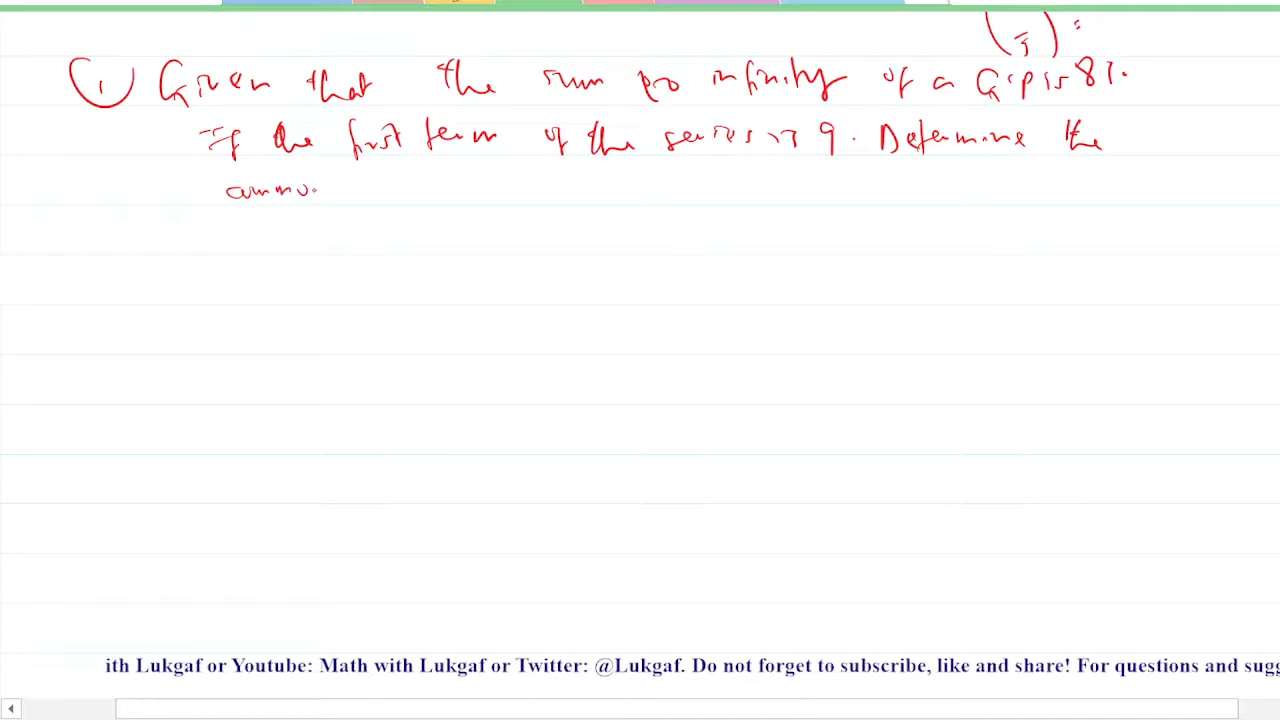 ① Given that the sum to infinity of a G.P is 81.
If the first term of the series is 9. Determine the
ith Lukgaf or Youtube: Math with Lukgaf or Twitter: @Lukgaf. Do not forget to subscribe, like and share! For questions and sugg